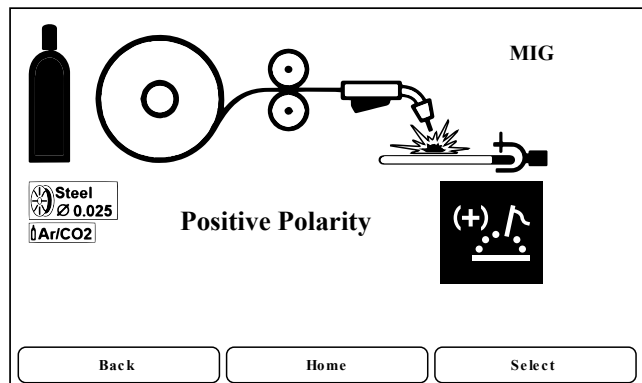 MIG
Steel
Ø 0.025
Ar/CO2
Positive Polarity
(+)
Back
Home
Select